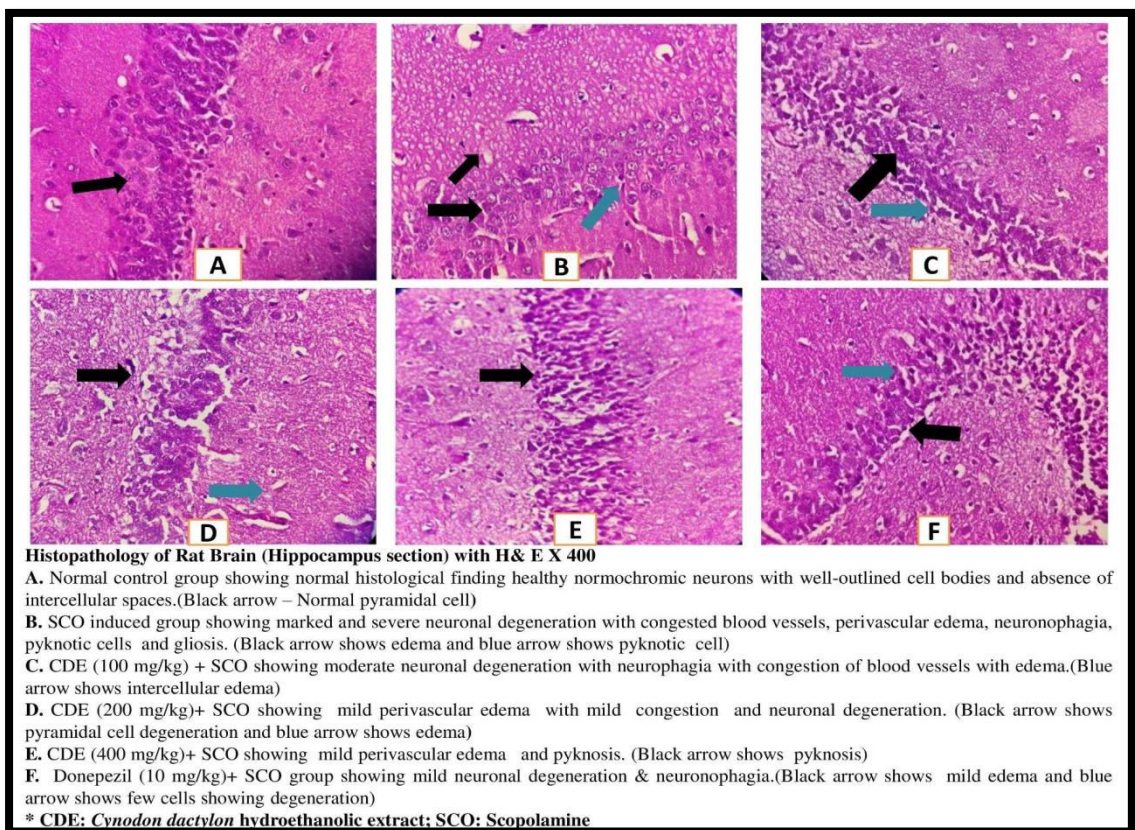 A
B
C
D
E
F
Histopathology of Rat Brain (Hippocampus section) with H& E X 400
A. Normal control group showing normal histological finding healthy normochromic neurons with well-outlined cell bodies and absence of
intercellular spaces.(Black arrow – Normal pyramidal cell)
B. SCO induced group showing marked and severe neuronal degeneration with congested blood vessels, perivascular edema, neuronophagia,
pyknotic cells and gliosis. (Black arrow shows edema and blue arrow shows pyknotic cell)
C. CDE (100 mg/kg) + SCO showing moderate neuronal degeneration with neurophagia with congestion of blood vessels with edema.(Blue
arrow shows intercellular edema)
D. CDE (200 mg/kg)+ SCO showing mild perivascular edema with mild congestion and neuronal degeneration. (Black arrow shows
pyramidal cell degeneration and blue arrow shows edema)
E. CDE (400 mg/kg)+ SCO showing mild perivascular edema and pyknosis. (Black arrow shows pyknosis)
F. Donepezil (10 mg/kg)+ SCO group showing mild neuronal degeneration & neuronophagia.(Black arrow shows mild edema and blue
arrow shows few cells showing degeneration)
* CDE: Cynodon dactylon hydroethanolic extract; SCO: Scopolamine